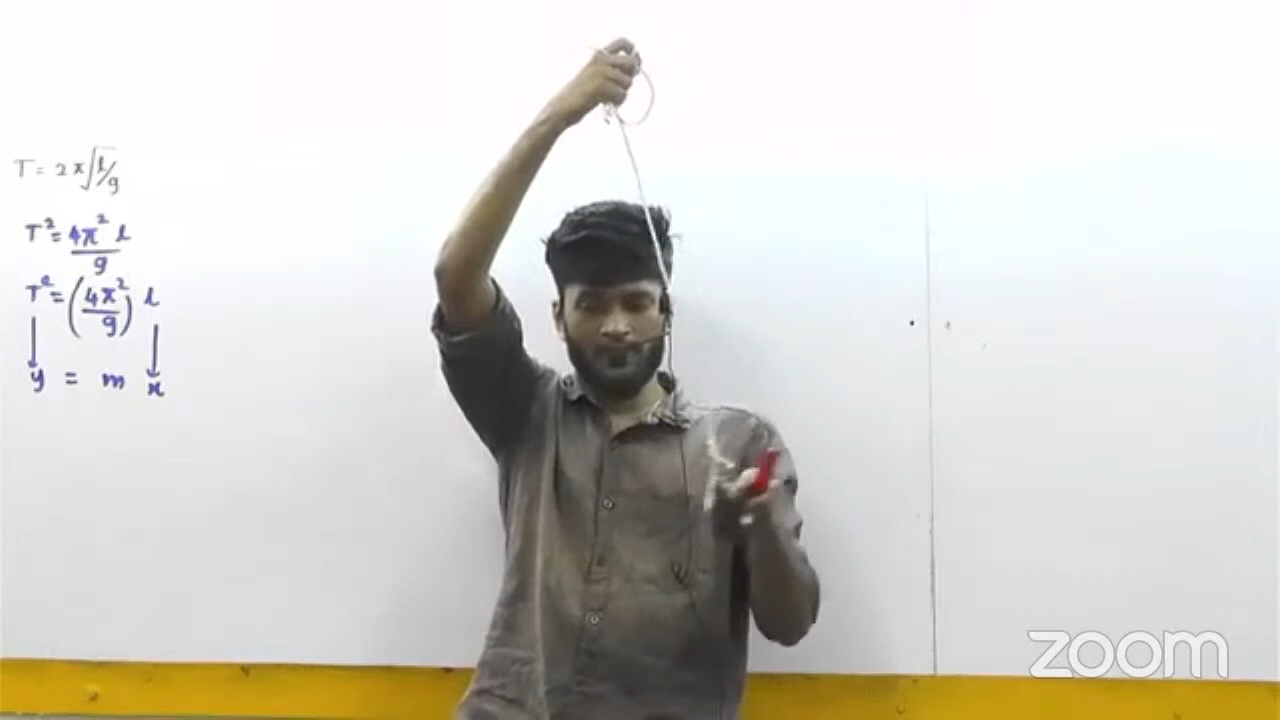 T = 2π√l/g
T² = 4π² l
g
T² = (4π²/g) l
y = m x
zoom